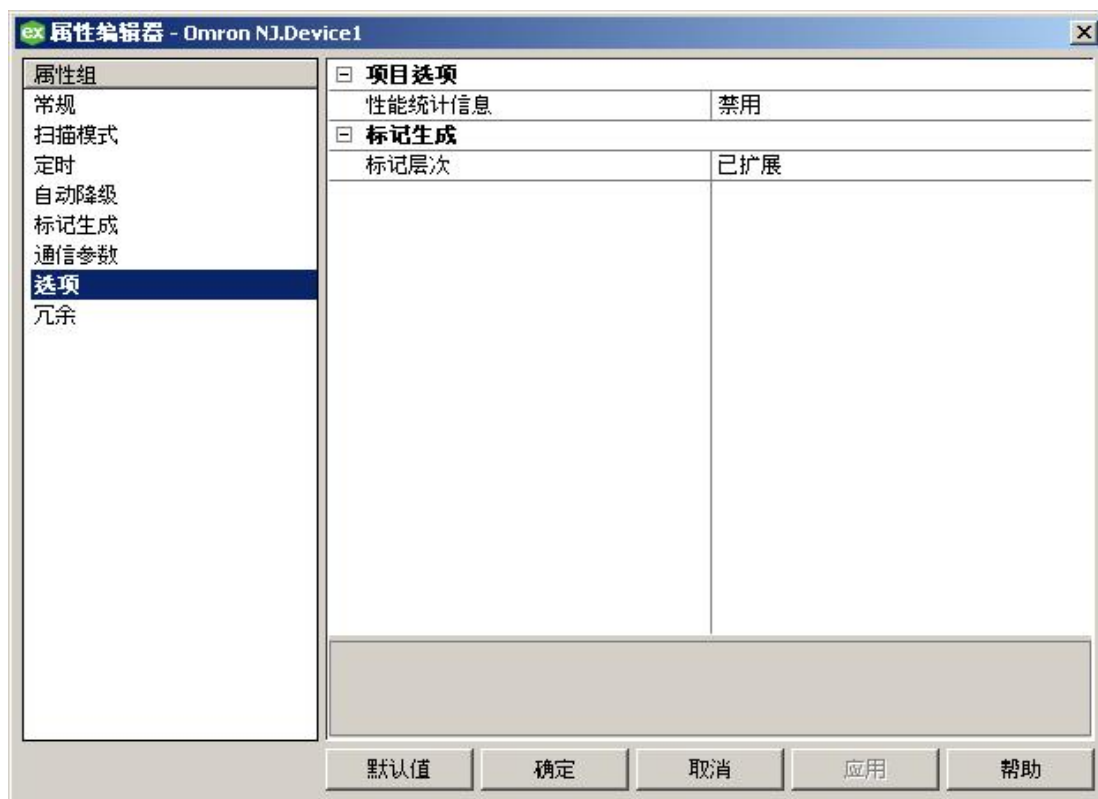 ex 属性编辑器 - Omron NJ.Device1
属性组
常规
扫描模式
定时
自动降级
标记生成
通信参数
选项
冗余
项目选项
性能统计信息 禁用
标记生成
标记层次 已扩展
默认值 确定 取消 应用 帮助